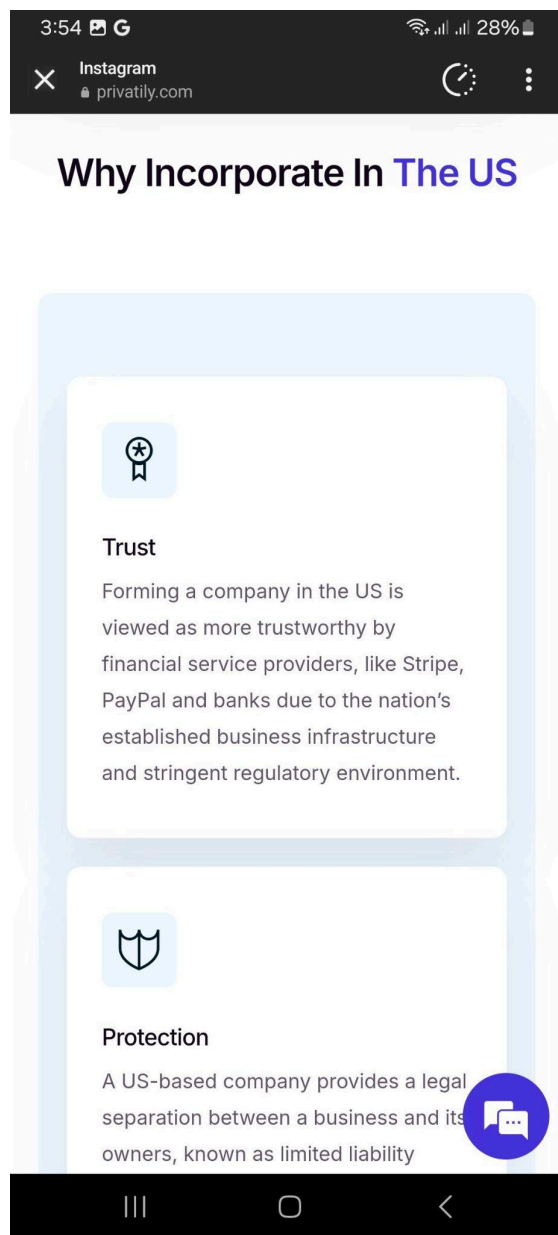 3:54 G 28%
Instagram
privatily.com
Why Incorporate In The US
Trust
Forming a company in the US is
viewed as more trustworthy by
financial service providers, like Stripe,
PayPal and banks due to the nation's
established business infrastructure
and stringent regulatory environment.
Protection
A US-based company provides a legal
separation between a business and its
owners, known as limited liability